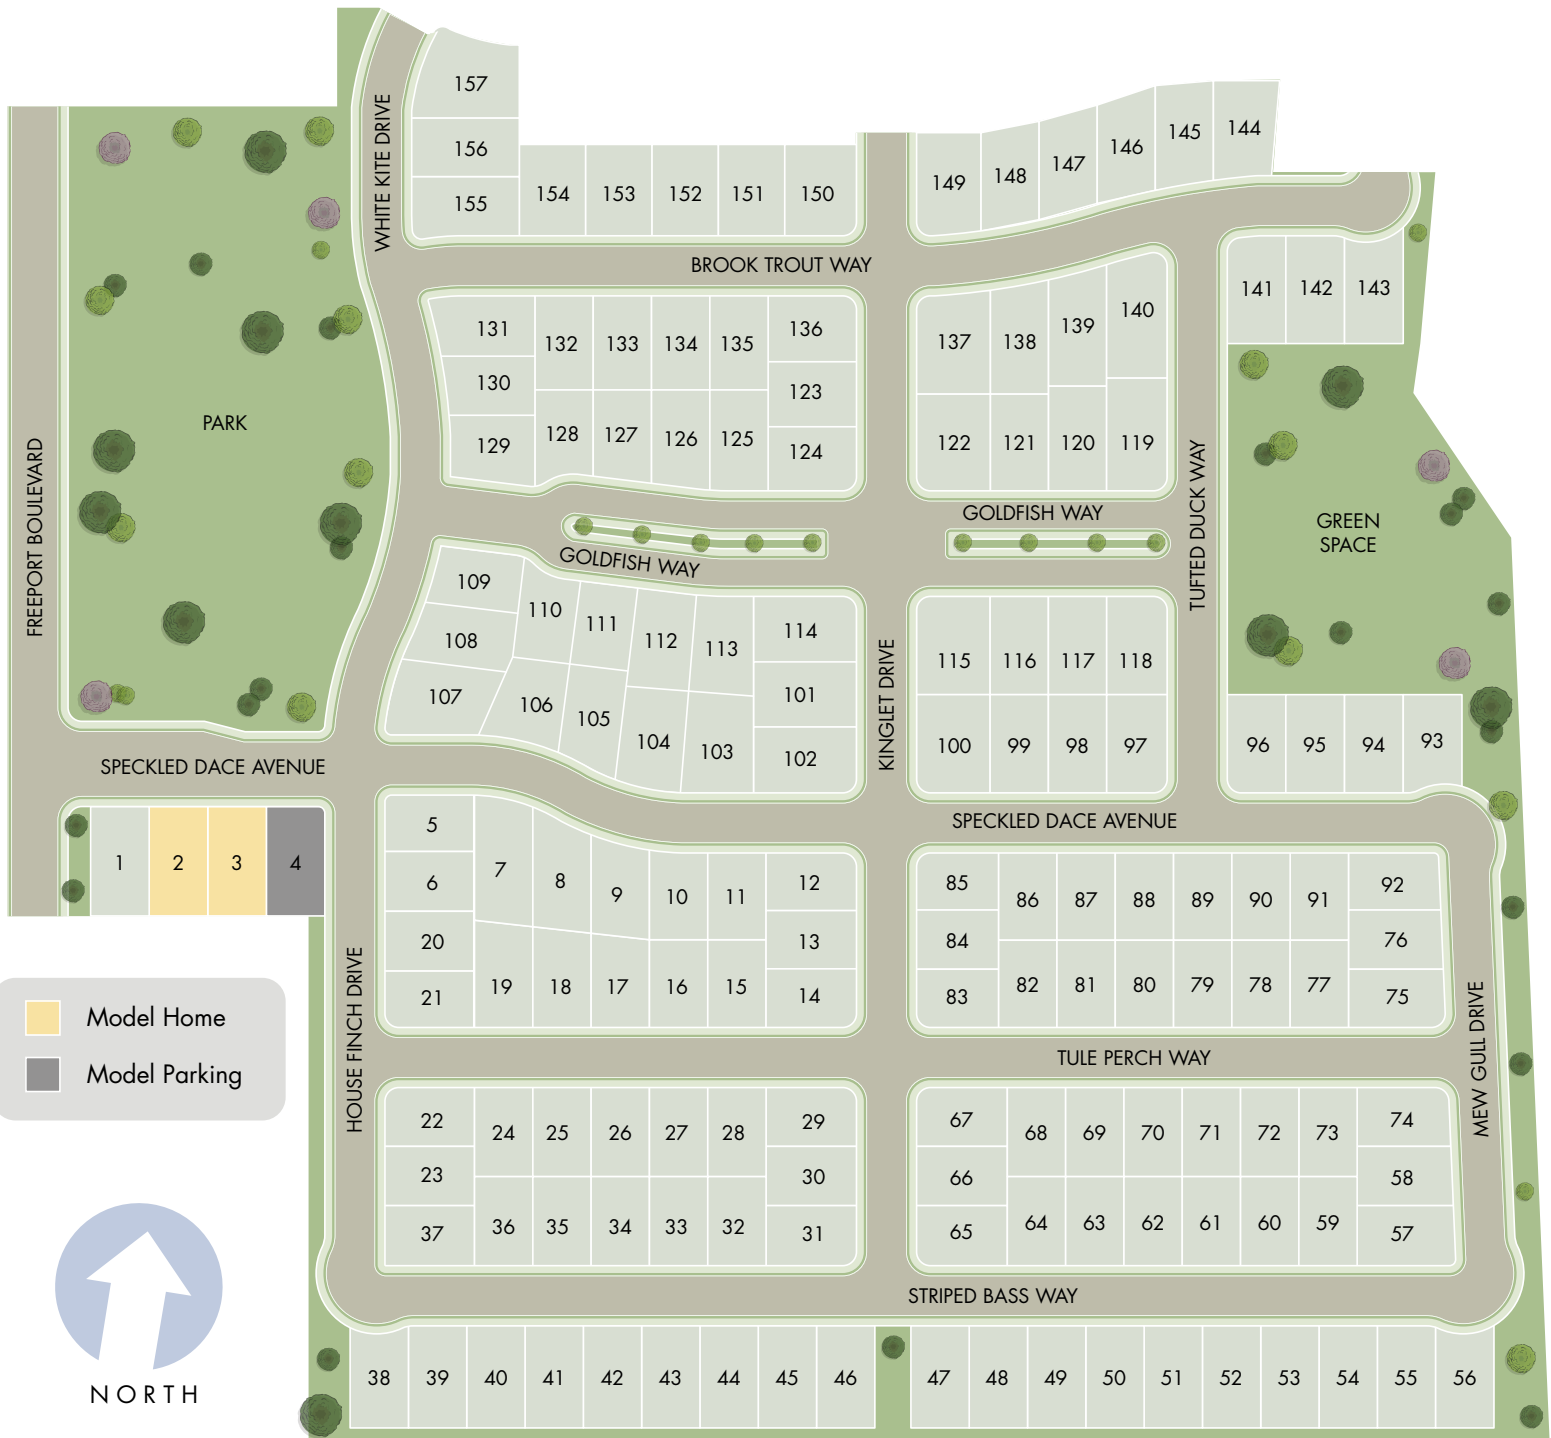 157
156
155
154 153 152 151 150
149 148 147 146 145 144
WHITE KITE DRIVE
BROOK TROUT WAY
141 142 143
131 132 133 134 135 136
130 123
129 128 127 126 125 124
137 138 139 140
122 121 120 119
PARK
FREEPORT BOULEVARD
TUFTED DUCK WAY
GREEN
SPACE
GOLDFISH WAY
GOLDFISH WAY
109 110 111 112 113 114
108 101
107 106 105 104 103 102
KINGLET DRIVE
115 116 117 118
100 99 98 97
96 95 94 93
SPECKLED DACE AVENUE
SPECKLED DACE AVENUE
1 2 3 4
5 7 8 9 10 11 12
6 13
20 19 18 17 16 15 14
21
85 86 87 88 89 90 91 92
84 76
83 82 81 80 79 78 77 75
HOUSE FINCH DRIVE
MEW GULL DRIVE
Model Home
Model Parking
TULE PERCH WAY
22 24 25 26 27 28 29
23 30
37 36 35 34 33 32 31
67 68 69 70 71 72 73 74
66 58
65 64 63 62 61 60 59 57
STRIPED BASS WAY
38 39 40 41 42 43 44 45 46
47 48 49 50 51 52 53 54 55 56
NORTH